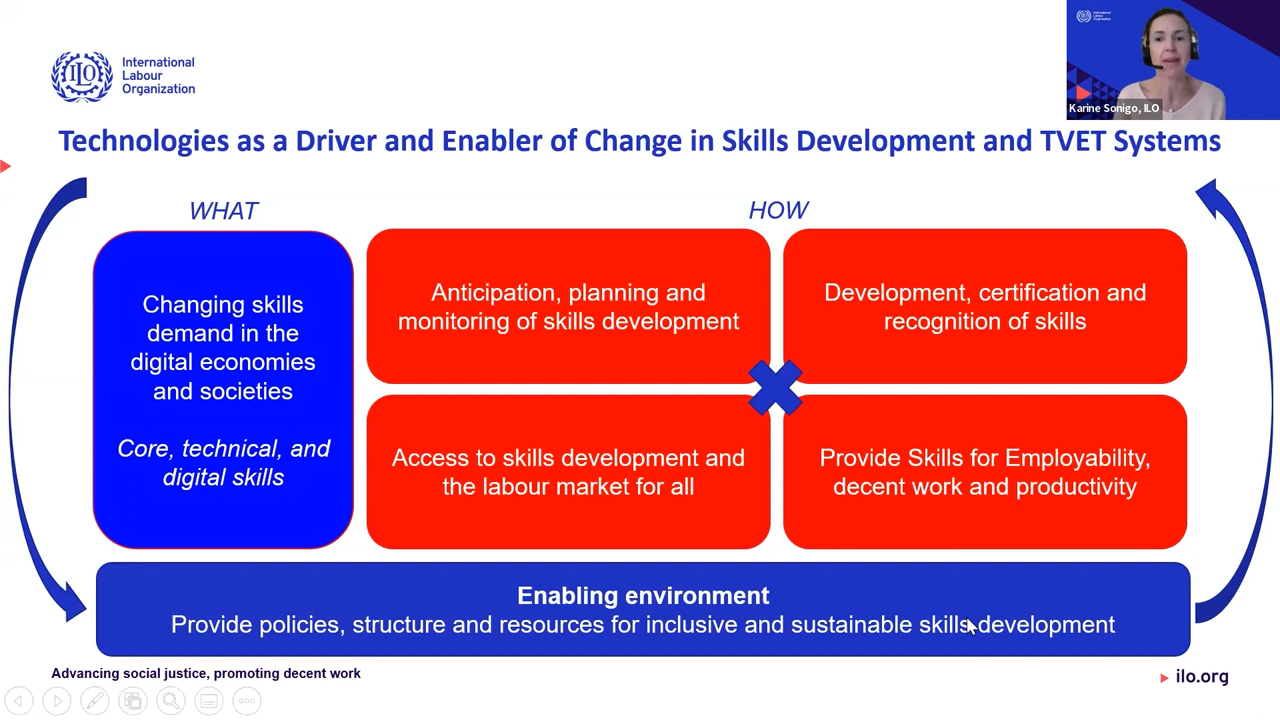 International
Labour
Organization
Karine Sonigo, ILO
Technologies as a Driver and Enabler of Change in Skills Development and TVET Systems
WHAT
HOW
Changing skills
demand in the
digital economies
and societies
Core, technical, and
digital skills
Anticipation, planning and
monitoring of skills development
Development, certification and
recognition of skills
Access to skills development and
the labour market for all
Provide Skills for Employability,
decent work and productivity
Enabling environment
Provide policies, structure and resources for inclusive and sustainable skills development
Advancing social justice, promoting decent work
ilo.org